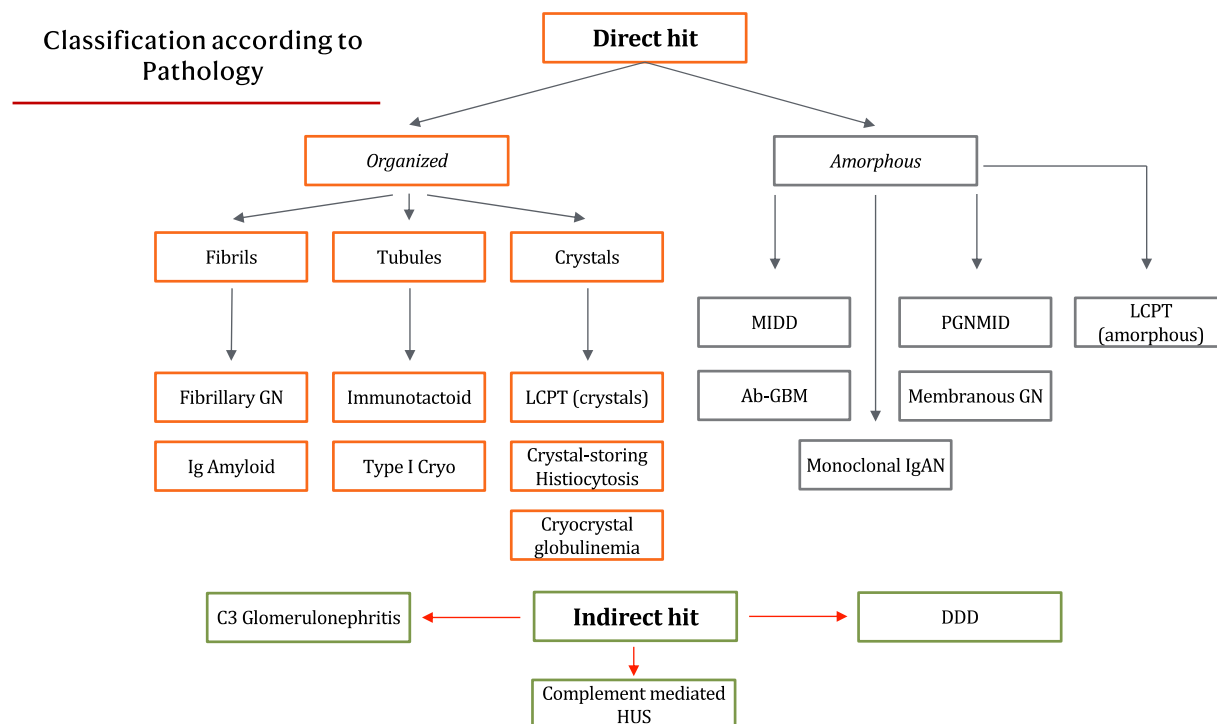 Classification according to
Pathology
Direct hit
Organized
Amorphous
Fibrils
Tubules
Crystals
MIDD
PGNMID
LCPT
(amorphous)
Fibrillary GN
Immunotactoid
LCPT (crystals)
Ab-GBM
Membranous GN
Ig Amyloid
Type I Cryo
Crystal-storing
Histiocytosis
Monoclonal IgAN
Cryocrystal
globulinemia
C3 Glomerulonephritis
Indirect hit
DDD
Complement mediated
HUS